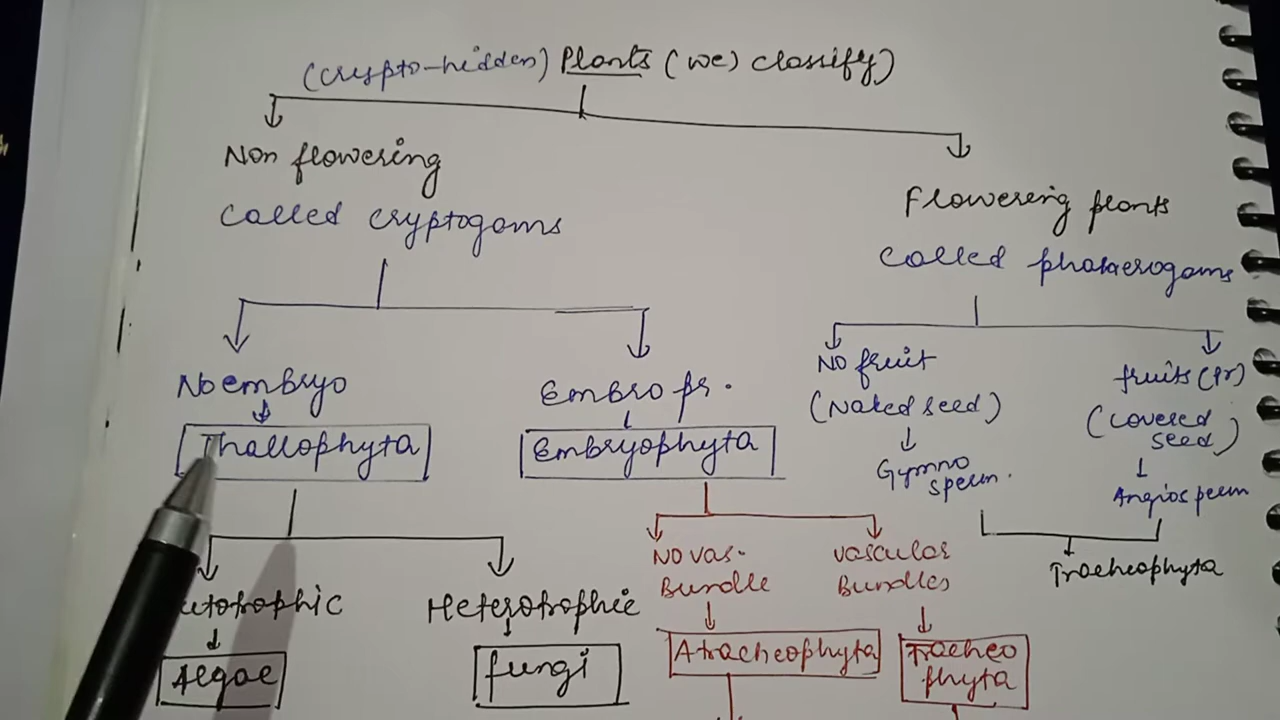 (crypto-hidden) Plants (we) classify)
Non flowering
called cryptogams
Flowering plants
called phanerogams
No embryo
Thallophyta
Embro pr.
Embryophyta
No fruit
(Naked seed)
Gymno
sperm.
fruits (Pr)
(covered
seed)
Angiosperm
Tracheophyta
utotrophic
Algae
Heterotrophic
fungi
No vas.
Bundle
Atracheophyta
vascular
Bundles
Tracheo
phyta